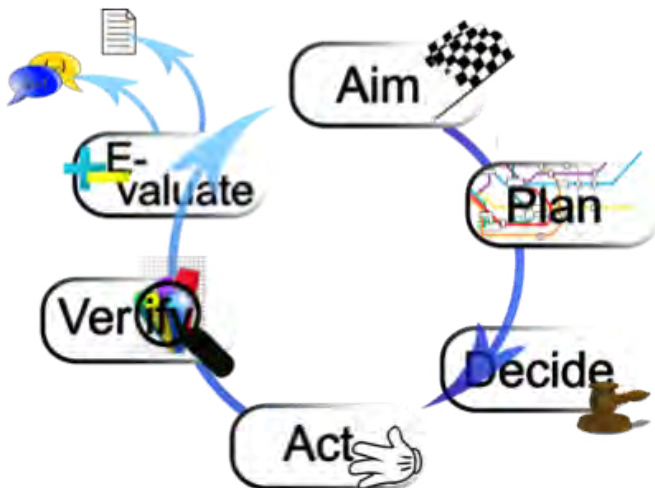 Aim
Plan
Decide
Act
Verify
E-
valuate